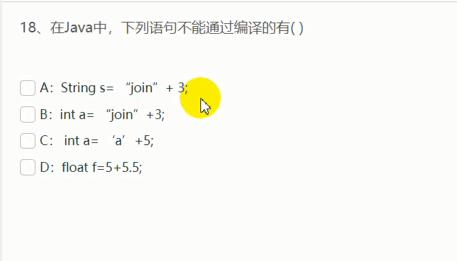 18、在Java中，下列语句不能通过编译的有( )
A：String s= “join” + 3;
B：int a= “join”+3;
C： int a= ‘a’ +5;
D：float f=5+5.5;